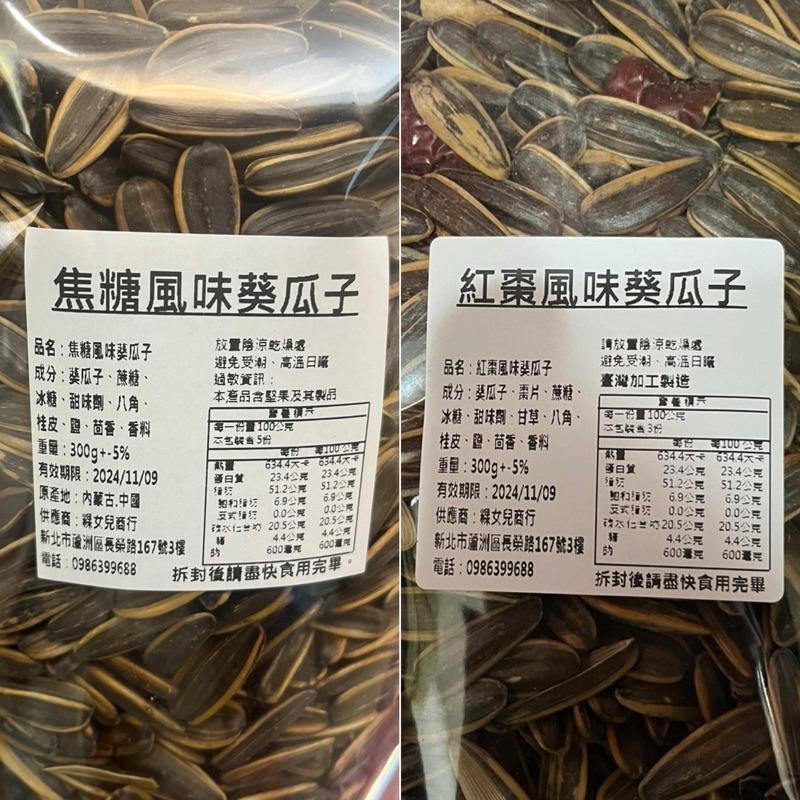 焦糖風味葵瓜子
品名：焦糖風味葵瓜子
成分：葵瓜子、蔗糖、
冰糖、甜味劑、八角、
桂皮、鹽、茴香、香料
重量：300g+-5%
有效期限：2024/11/09
原產地：內蒙古.中國
供應商：粿女兒商行
新北市蘆洲區長榮路167號3樓
電話：0986399688
放置陰涼乾燥處
避免受潮、高溫日曬
過敏資訊：
本產品含堅果及其製品
營養標示
每一份量100公克
本包裝含5份
每份 每100公克
熱量 634.4大卡 634.4大卡
蛋白質 23.4公克 23.4公克
脂肪 51.2公克 51.2公克
飽和脂肪 6.9公克 6.9公克
反式脂肪 0.0公克 0.0公克
碳水化合物 20.5公克 20.5公克
糖 4.4公克 4.4公克
鈉 600毫克 600毫克
拆封後請盡快食用完畢。
紅棗風味葵瓜子
品名：紅棗風味葵瓜子
成分：葵瓜子、棗片、蔗糖、
冰糖、甜味劑、甘草、八角、
桂皮、鹽、茴香、香料
重量：300g+-5%
有效期限：2024/11/09
供應商：粿女兒商行
新北市蘆洲區長榮路167號3樓
電話：0986399688
請放置陰涼乾燥處
避免受潮、高溫日曬
臺灣加工製造
營養標示
每一份量100公克
本包裝含3份
每份 每100公克
熱量 634.4大卡 634.4大卡
蛋白質 23.4公克 23.4公克
脂肪 51.2公克 51.2公克
飽和脂肪 6.9公克 6.9公克
反式脂肪 0.0公克 0.0公克
碳水化合物 20.5公克 20.5公克
糖 4.4公克 4.4公克
鈉 600毫克 600毫克
拆封後請盡快食用完畢